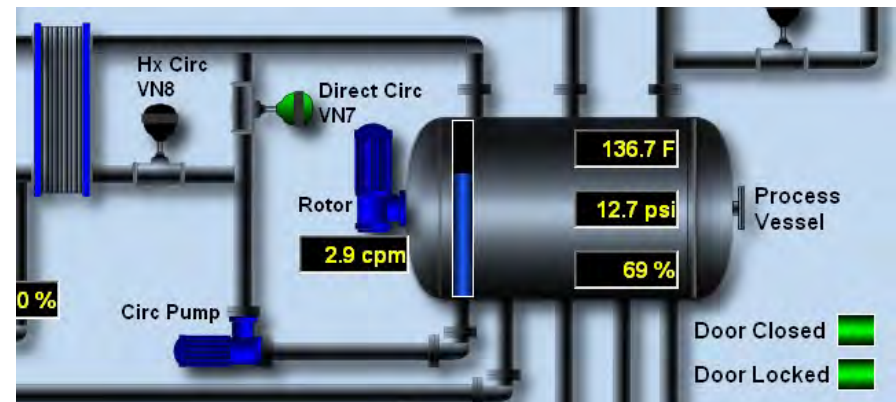 Hx Circ
VN8
Direct Circ
VN7
136.7 F
Rotor
12.7 psi
Process
Vessel
2.9 cpm
69 %
0 %
Circ Pump
Door Closed
Door Locked